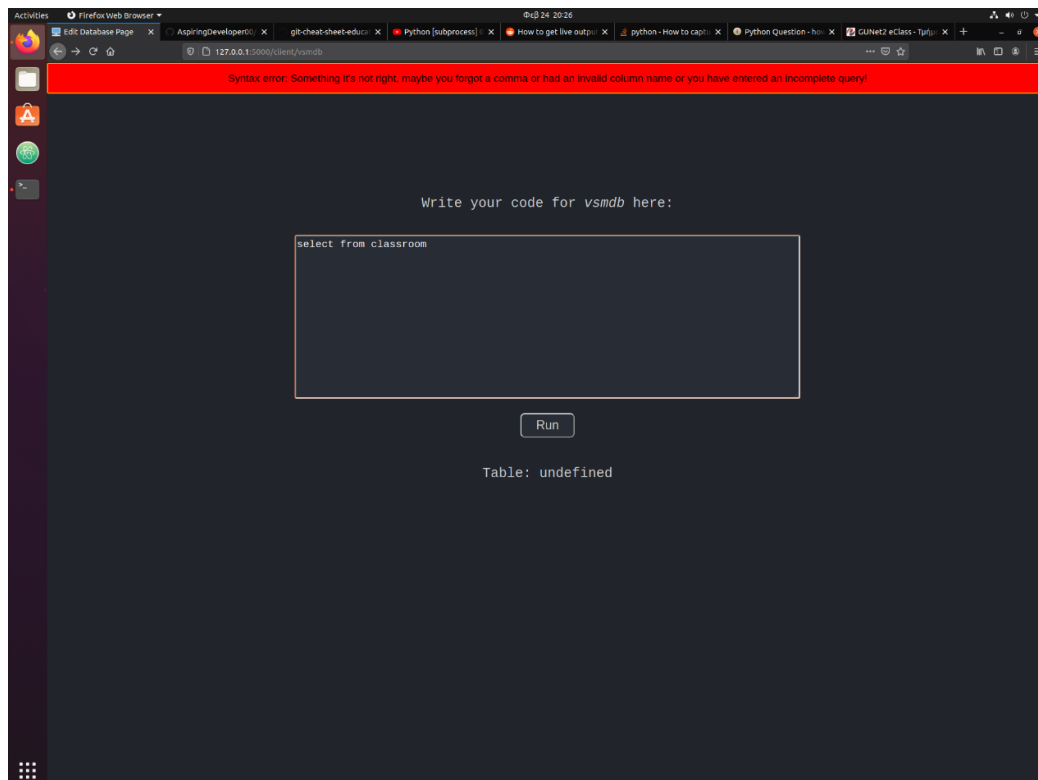 Activities Firefox Web Browser Φεβ 24 20:26
Edit Database Page AspiringDeveloper00/ git-cheat-sheet-educat Python [subprocess] How to get live output python - How to captu Python Question - how GUNet2 eClass - Τμήμ
127.0.0.1:5000/client/vsmdb
Syntax error: Something it's not right, maybe you forgot a comma or had an invalid column name or you have entered an incomplete query!
Write your code for vsmdb here:
select from classroom
Run
Table: undefined